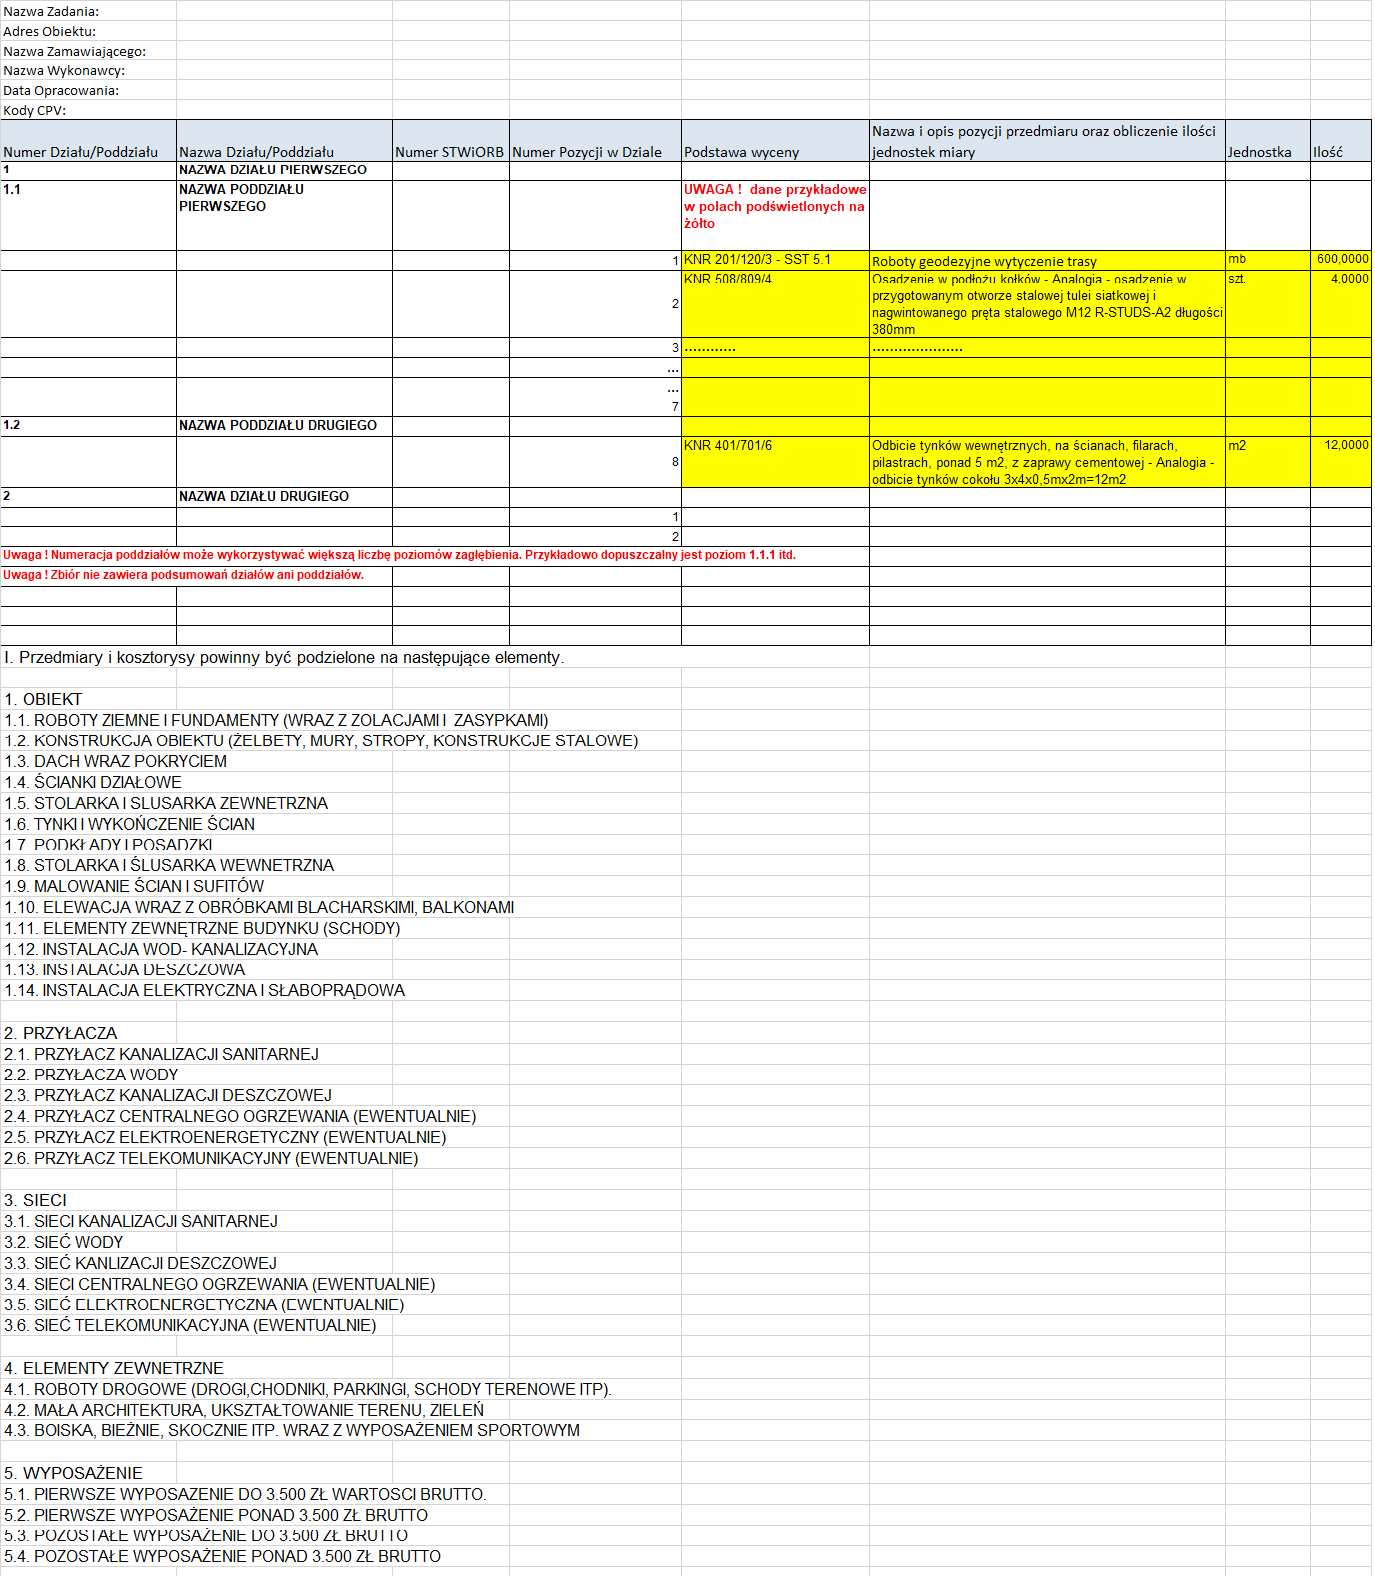 Nazwa Zadania:
Adres Obiektu:
Nazwa Zamawiającego:
Nazwa Wykonawcy:
Data Opracowania:
Kody CPV:
Numer Działu/Poddziału Nazwa Działu/Poddziału Numer STWiORB Numer Pozycji w Dziale Podstawa wyceny Nazwa i opis pozycji przedmiaru oraz obliczenie ilości
jednostek miary Jednostka Ilość
1 NAZWA DZIAŁU PIERWSZEGO
1.1 NAZWA PODDZIAŁU
PIERWSZEGO
UWAGA ! dane przykładowe
w polach podświetlonych na
żółto
1 KNR 201/120/3 - SST 5.1 Roboty geodezyjne wytyczenie trasy mb 600,0000
2 KNR 508/809/4 Osadzenie w podłożu kołków - Analogia - osadzenie w
przygotowanym otworze stalowej tulei siatkowej i
nagwintowanego pręta stalowego M12 R-STUDS-A2 długości
380mm szt. 4,0000
3 ............ .....................
...
...
7
1.2 NAZWA PODDZIAŁU DRUGIEGO
8 KNR 401/701/6 Odbicie tynków wewnętrznych, na ścianach, filarach,
pilastrach, ponad 5 m2, z zaprawy cementowej - Analogia -
odbicie tynków cokołu 3x4x0,5mx2m=12m2 m2 12,0000
2 NAZWA DZIAŁU DRUGIEGO
1
2
Uwaga ! Numeracja poddziałów może wykorzystywać większą liczbę poziomów zagłębienia. Przykładowo dopuszczalny jest poziom 1.1.1 itd.
Uwaga ! Zbiór nie zawiera podsumowań działów ani poddziałów.
I. Przedmiary i kosztorysy powinny być podzielone na następujące elementy.
1. OBIEKT
1.1. ROBOTY ZIEMNE I FUNDAMENTY (WRAZ Z ZOLACJAMI I ZASYPKAMI)
1.2. KONSTRUKCJA OBIEKTU (ŻELBETY, MURY, STROPY, KONSTRUKCJE STALOWE)
1.3. DACH WRAZ POKRYCIEM
1.4. ŚCIANKI DZIAŁOWE
1.5. STOLARKA I SLUSARKA ZEWNETRZNA
1.6. TYNKI I WYKOŃCZENIE ŚCIAN
1.7. PODKŁADY I POSADZKI
1.8. STOLARKA I ŚLUSARKA WEWNETRZNA
1.9. MALOWANIE ŚCIAN I SUFITÓW
1.10. ELEWACJA WRAZ Z OBRÓBKAMI BLACHARSKIMI, BALKONAMI
1.11. ELEMENTY ZEWNĘTRZNE BUDYNKU (SCHODY)
1.12. INSTALACJA WOD- KANALIZACYJNA
1.13. INSTALACJA DESZCZOWA
1.14. INSTALACJA ELEKTRYCZNA I SŁABOPRĄDOWA
2. PRZYŁACZA
2.1. PRZYŁACZ KANALIZACJI SANITARNEJ
2.2. PRZYŁACZA WODY
2.3. PRZYŁACZ KANALIZACJI DESZCZOWEJ
2.4. PRZYŁACZ CENTRALNEGO OGRZEWANIA (EWENTUALNIE)
2.5. PRZYŁACZ ELEKTROENERGETYCZNY (EWENTUALNIE)
2.6. PRZYŁACZ TELEKOMUNIKACYJNY (EWENTUALNIE)
3. SIECI
3.1. SIECI KANALIZACJI SANITARNEJ
3.2. SIEĆ WODY
3.3. SIEĆ KANLIZACJI DESZCZOWEJ
3.4. SIECI CENTRALNEGO OGRZEWANIA (EWENTUALNIE)
3.5. SIEĆ ELEKTROENERGETYCZNA (EWENTUALNIE)
3.6. SIEĆ TELEKOMUNIKACYJNA (EWENTUALNIE)
4. ELEMENTY ZEWNETRZNE
4.1. ROBOTY DROGOWE (DROGI,CHODNIKI, PARKINGI, SCHODY TERENOWE ITP).
4.2. MAŁA ARCHITEKTURA, UKSZTAŁTOWANIE TERENU, ZIELEŃ
4.3. BOISKA, BIEŻNIE, SKOCZNIE ITP. WRAZ Z WYPOSAŻENIEM SPORTOWYM
5. WYPOSAŻENIE
5.1. PIERWSZE WYPOSAZENIE DO 3.500 ZŁ WARTOSCI BRUTTO.
5.2. PIERWSZE WYPOSAŻENIE PONAD 3.500 ZŁ BRUTTO
5.3. POZOSTAŁE WYPOSAŻENIE DO 3.500 ZŁ BRUTTO
5.4. POZOSTAŁE WYPOSAŻENIE PONAD 3.500 ZŁ BRUTTO